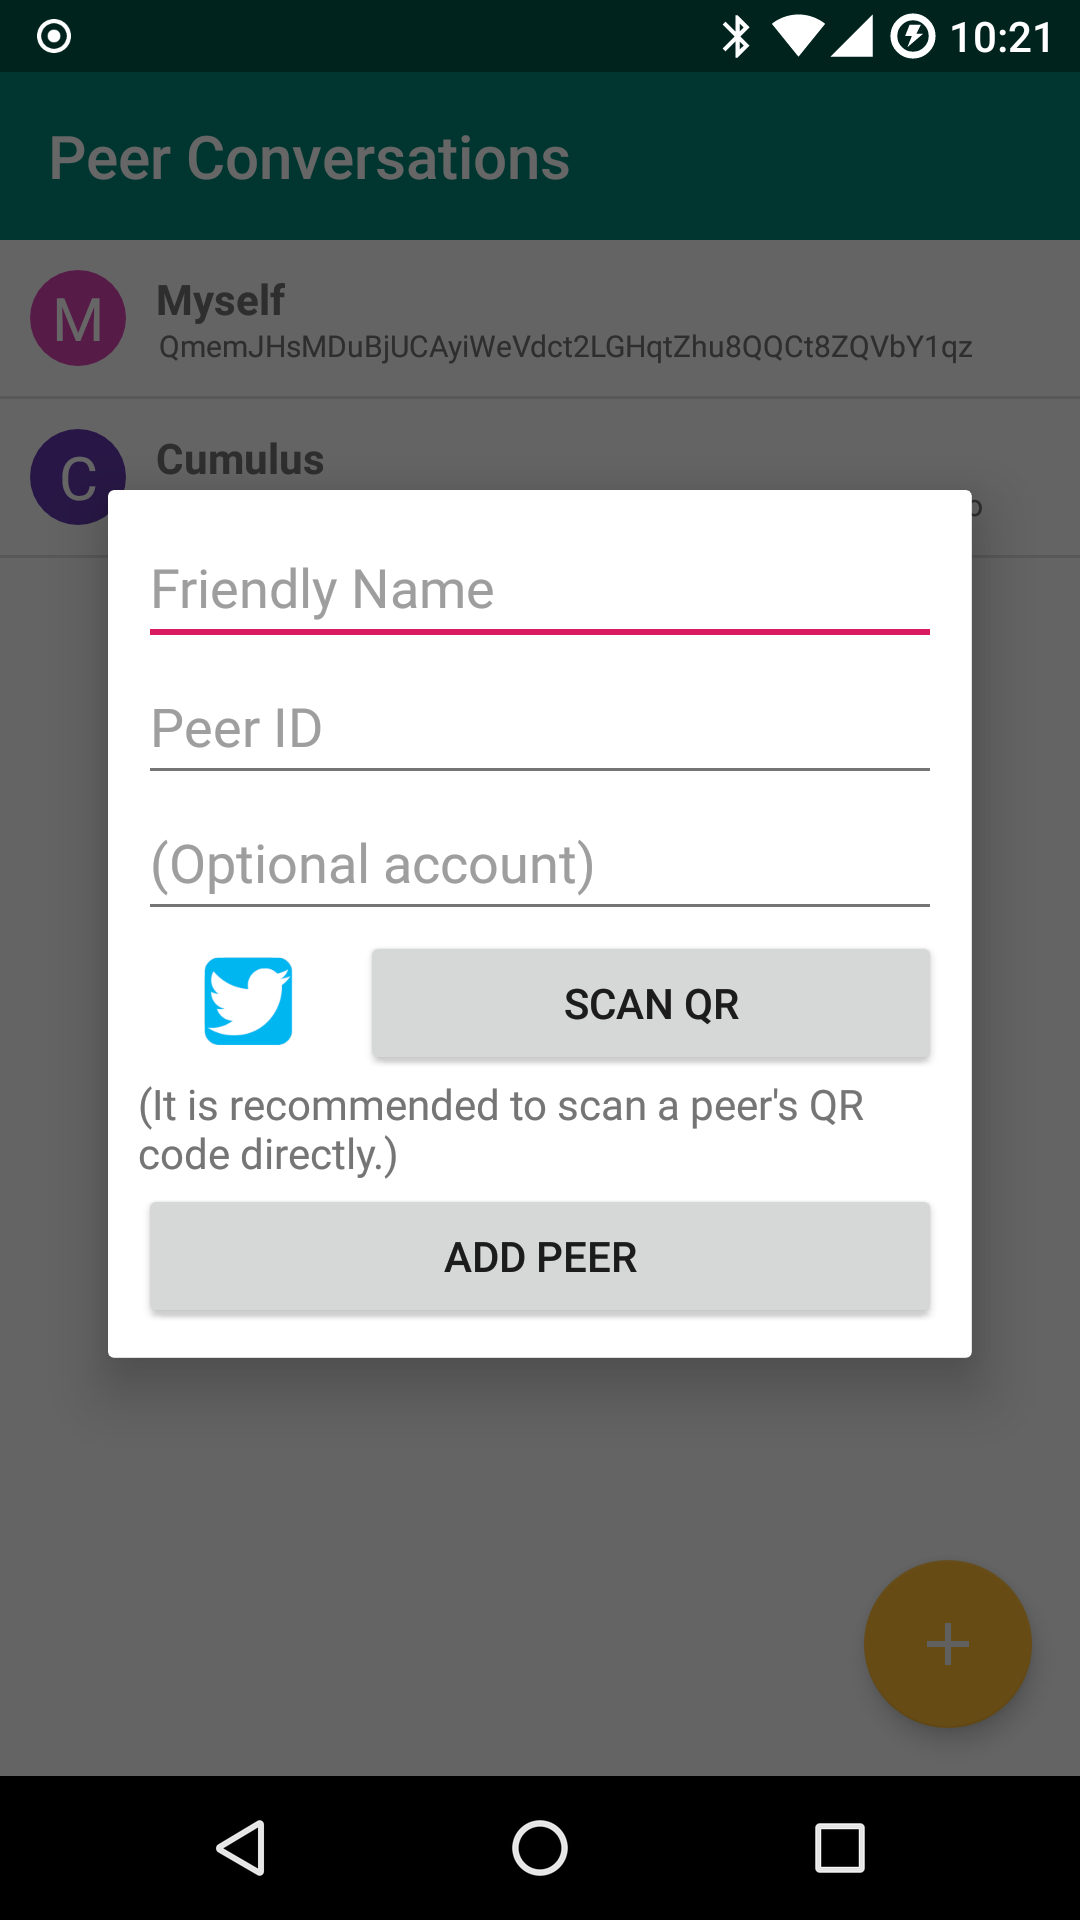 10:21
Peer Conversations
M
Myself
QmemJHsMDuBjUCAyiWeVdct2LGHqtZhu8QQCt8ZQVbY1qz
C
Cumulus
Friendly Name
Peer ID
(Optional account)
SCAN QR
(It is recommended to scan a peer's QR
code directly.)
ADD PEER
+